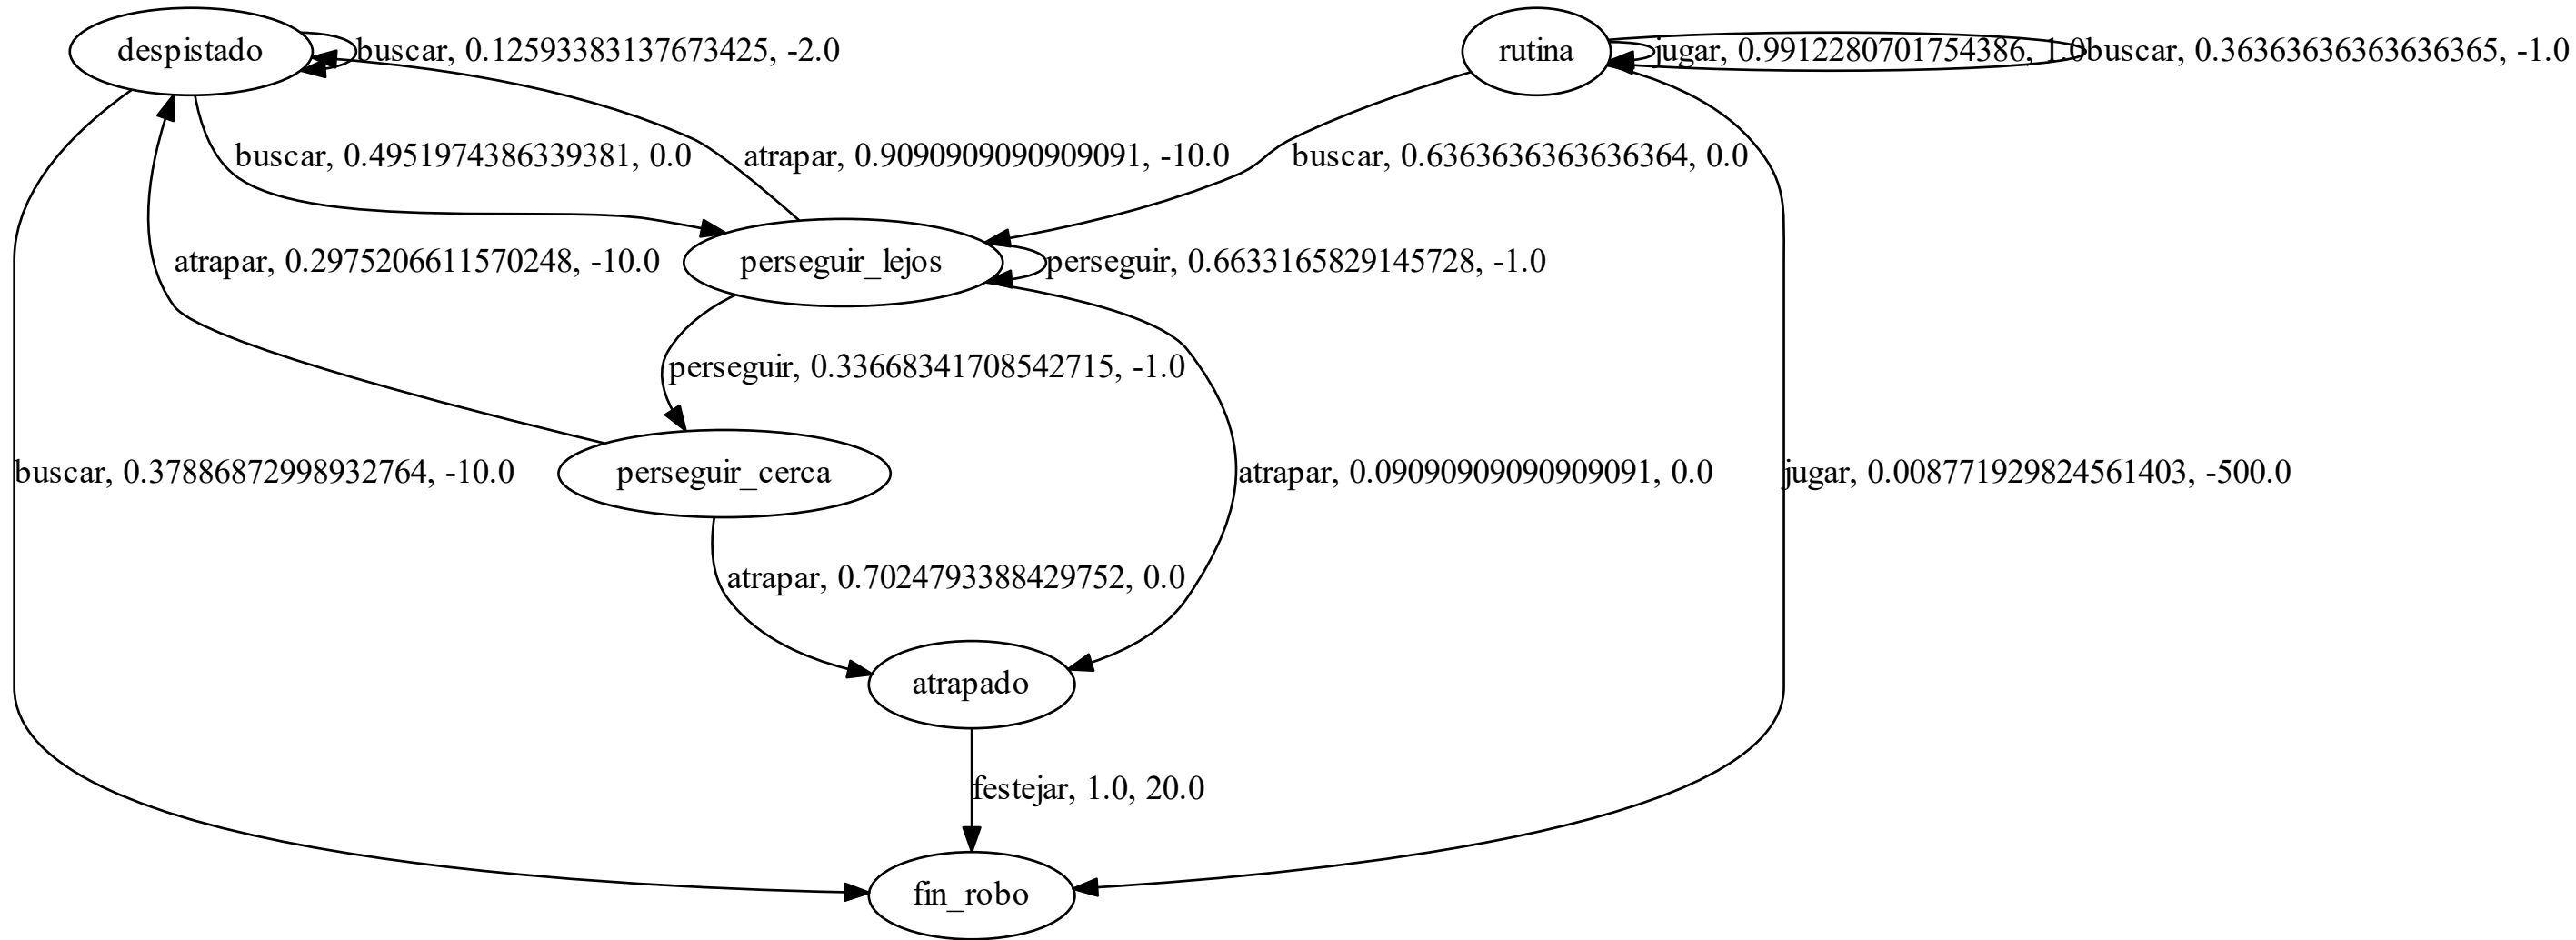 despistado
buscar, 0.12593383137673425, -2.0
rutina
jugar, 0.9912280701754386, 1.0
buscar, 0.36363636363636365, -1.0
buscar, 0.4951974386339381, 0.0
atrapar, 0.9090909090909091, -10.0
buscar, 0.6363636363636364, 0.0
atrapar, 0.2975206611570248, -10.0
perseguir_lejos
perseguir, 0.6633165829145728, -1.0
perseguir, 0.33668341708542715, -1.0
buscar, 0.37886872998932764, -10.0
perseguir_cerca
atrapar, 0.09090909090909091, 0.0
jugar, 0.008771929824561403, -500.0
atrapar, 0.7024793388429752, 0.0
atrapado
festejar, 1.0, 20.0
fin_robo